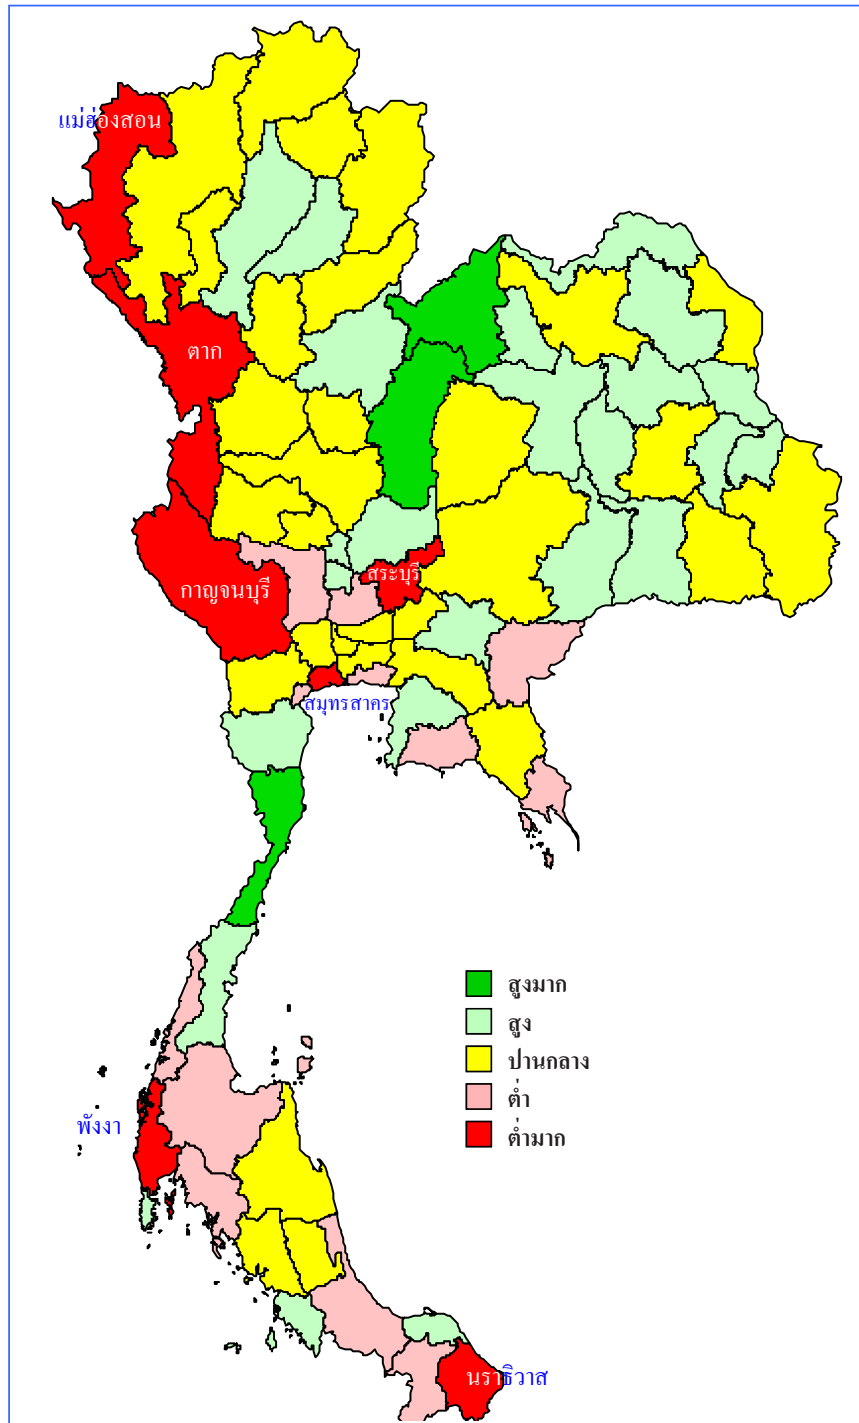 แม่ฮ่องสอน
ตาก
สระบุรี
กาญจนบุรี
สมุทรสาคร
สูงมาก
สูง
ปานกลาง
ต่ำ
ต่ำมาก
พังงา
นราธิวาส